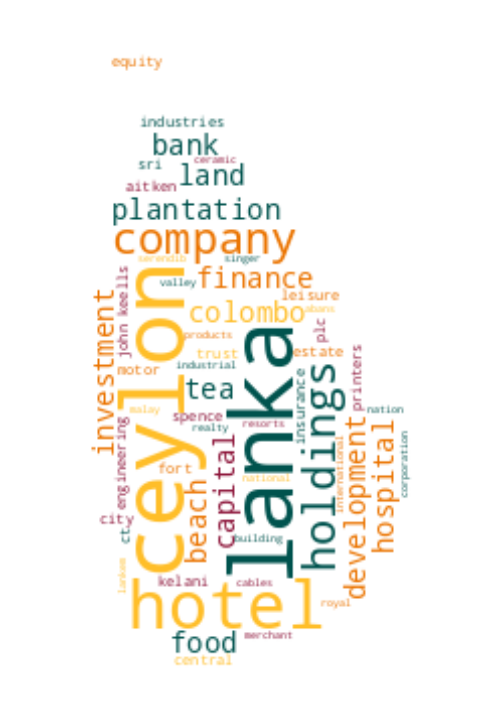 equity
industries
bank
sri
ceramic
land
aitken
plantation
company
serendib
singer
valley
finance
john keells
ceylon
investment
leisure
colombo
abans
plc
products
lanka
trust
estate
industrial
motor
tea
holdings
insurance
printers
malay
spence
nation
realty
resorts
engineering
capital
development
hospital
international
corporation
fort
beach
national
city
ct
building
lankem
kelani
cables
hotel
royal
food
merchant
central